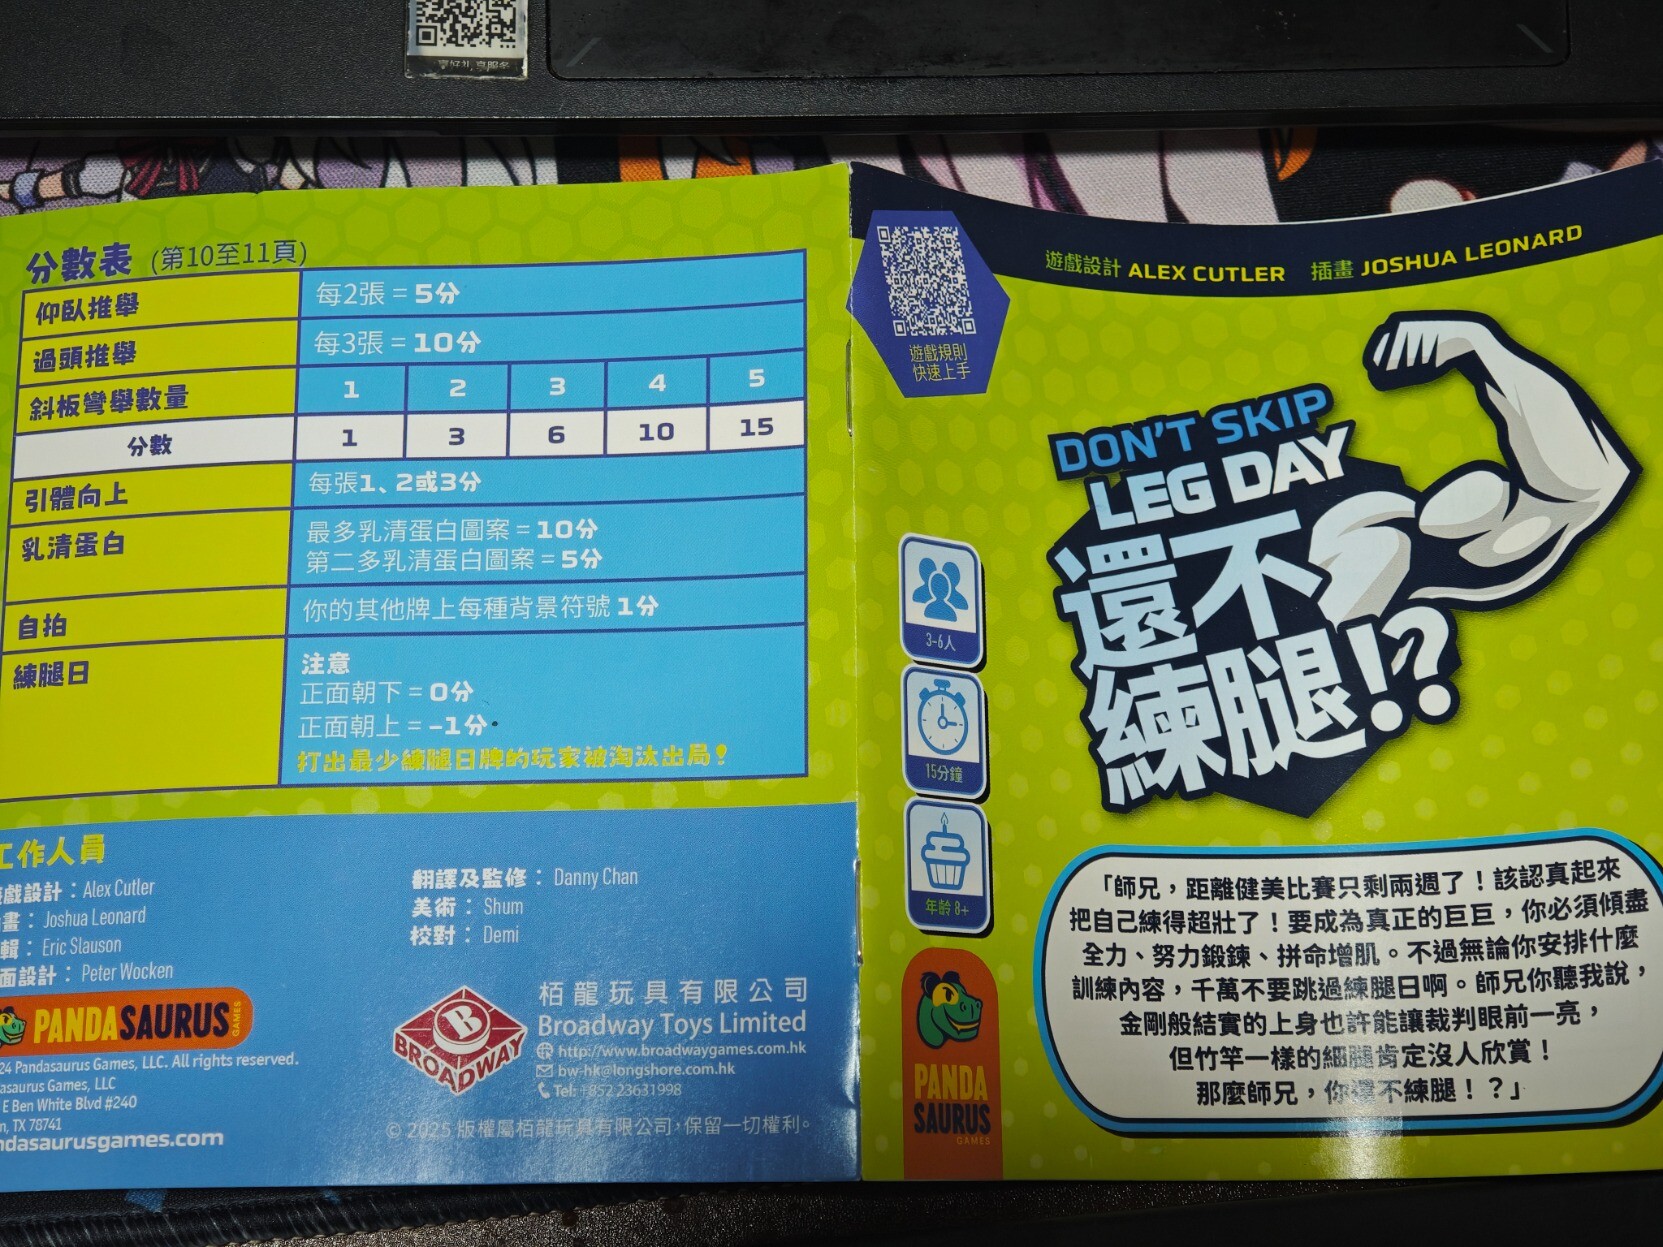 享好礼 享服务
分數表 (第10至11頁)
仰臥推舉 每2張 = 5分
過頭推舉 每3張 = 10分
斜板彎舉數量 1 2 3 4 5
分數 1 3 6 10 15
引體向上 每張1、2或3分
乳清蛋白 最多乳清蛋白圖案 = 10分
第二多乳清蛋白圖案 = 5分
自拍 你的其他牌上每種背景符號 1分
練腿日 注意
正面朝下 = 0分
正面朝上 = -1分
打出最少練腿日牌的玩家被淘汰出局!
工作人員
戲設計：Alex Cutler
畫：Joshua Leonard
輯：Eric Slauson
面設計：Peter Wocken
翻譯及監修：Danny Chan
美術：Shum
校對：Demi
PANDASAURUS GAMES
24 Pandasaurus Games, LLC. All rights reserved.
asaurus Games, LLC
E Ben White Blvd #240
n, TX 78741
ndasaurusgames.com
B
BROADWAY
栢龍玩具有限公司
Broadway Toys Limited
http://www.broadwaygames.com.hk
bw-hk@longshore.com.hk
Tel: +852 23631998
© 2025 版權屬栢龍玩具有限公司，保留一切權利。
遊戲規則
快速上手
遊戲設計 ALEX CUTLER 插畫 JOSHUA LEONARD
DON'T SKIP
LEG DAY
還不
練腿!?
3-6人
15分鐘
年齡 8+
PANDA
SAURUS
GAMES
「師兄，距離健美比賽只剩兩週了！該認真起來
把自己練得超壯了！要成為真正的巨巨，你必須傾盡
全力、努力鍛鍊、拼命增肌。不過無論你安排什麼
訓練內容，千萬不要跳過練腿日啊。師兄你聽我說，
金剛般結實的上身也許能讓裁判眼前一亮，
但竹竿一樣的細腿肯定沒人欣賞！
那麼師兄，你還不練腿！？」